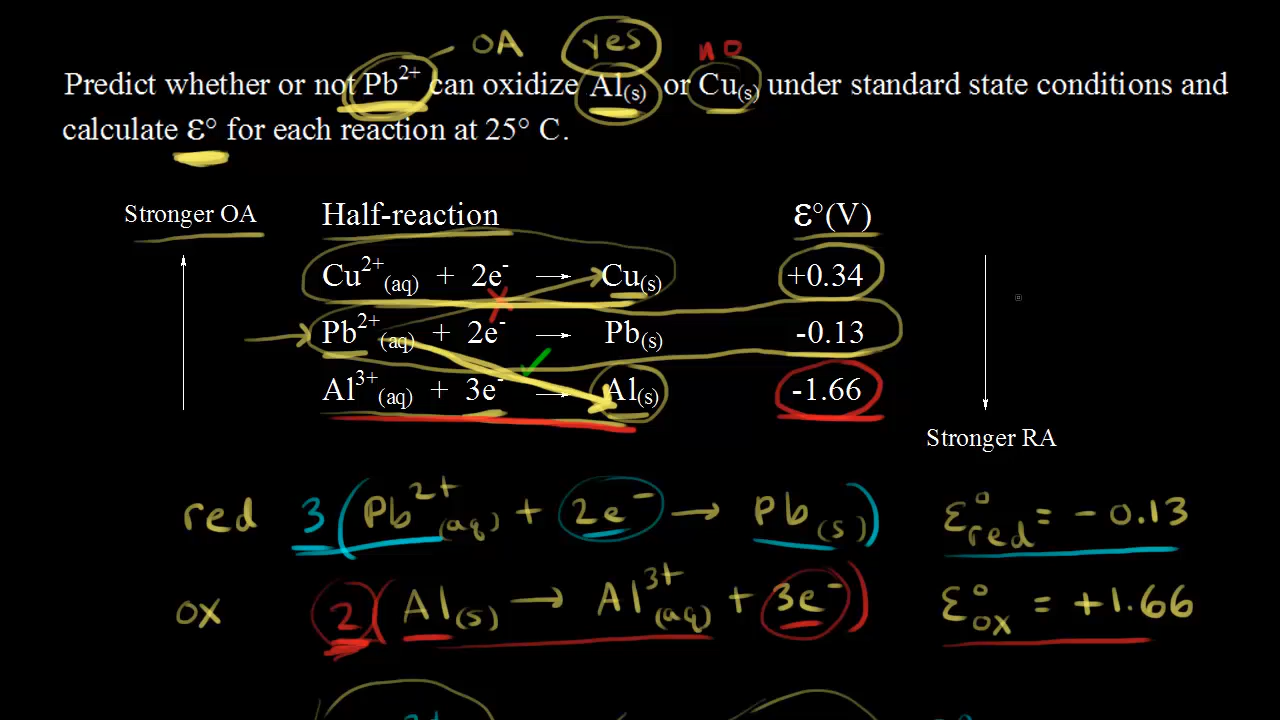 OA yes no
Predict whether or not Pb²⁺ can oxidize Al(s) or Cu(s) under standard state conditions and
calculate ℰ° for each reaction at 25° C.
Stronger OA Half-reaction ℰ°(V)
Cu²⁺(aq) + 2e⁻ → Cu(s) +0.34
Pb²⁺(aq) + 2e⁻ → Pb(s) -0.13
Al³⁺(aq) + 3e⁻ → Al(s) -1.66
Stronger RA
red 3(Pb²⁺(aq) + 2e⁻ → Pb(s)) ℰ°red = -0.13
ox 2(Al(s) → Al³⁺(aq) + 3e⁻) ℰ°ox = +1.66